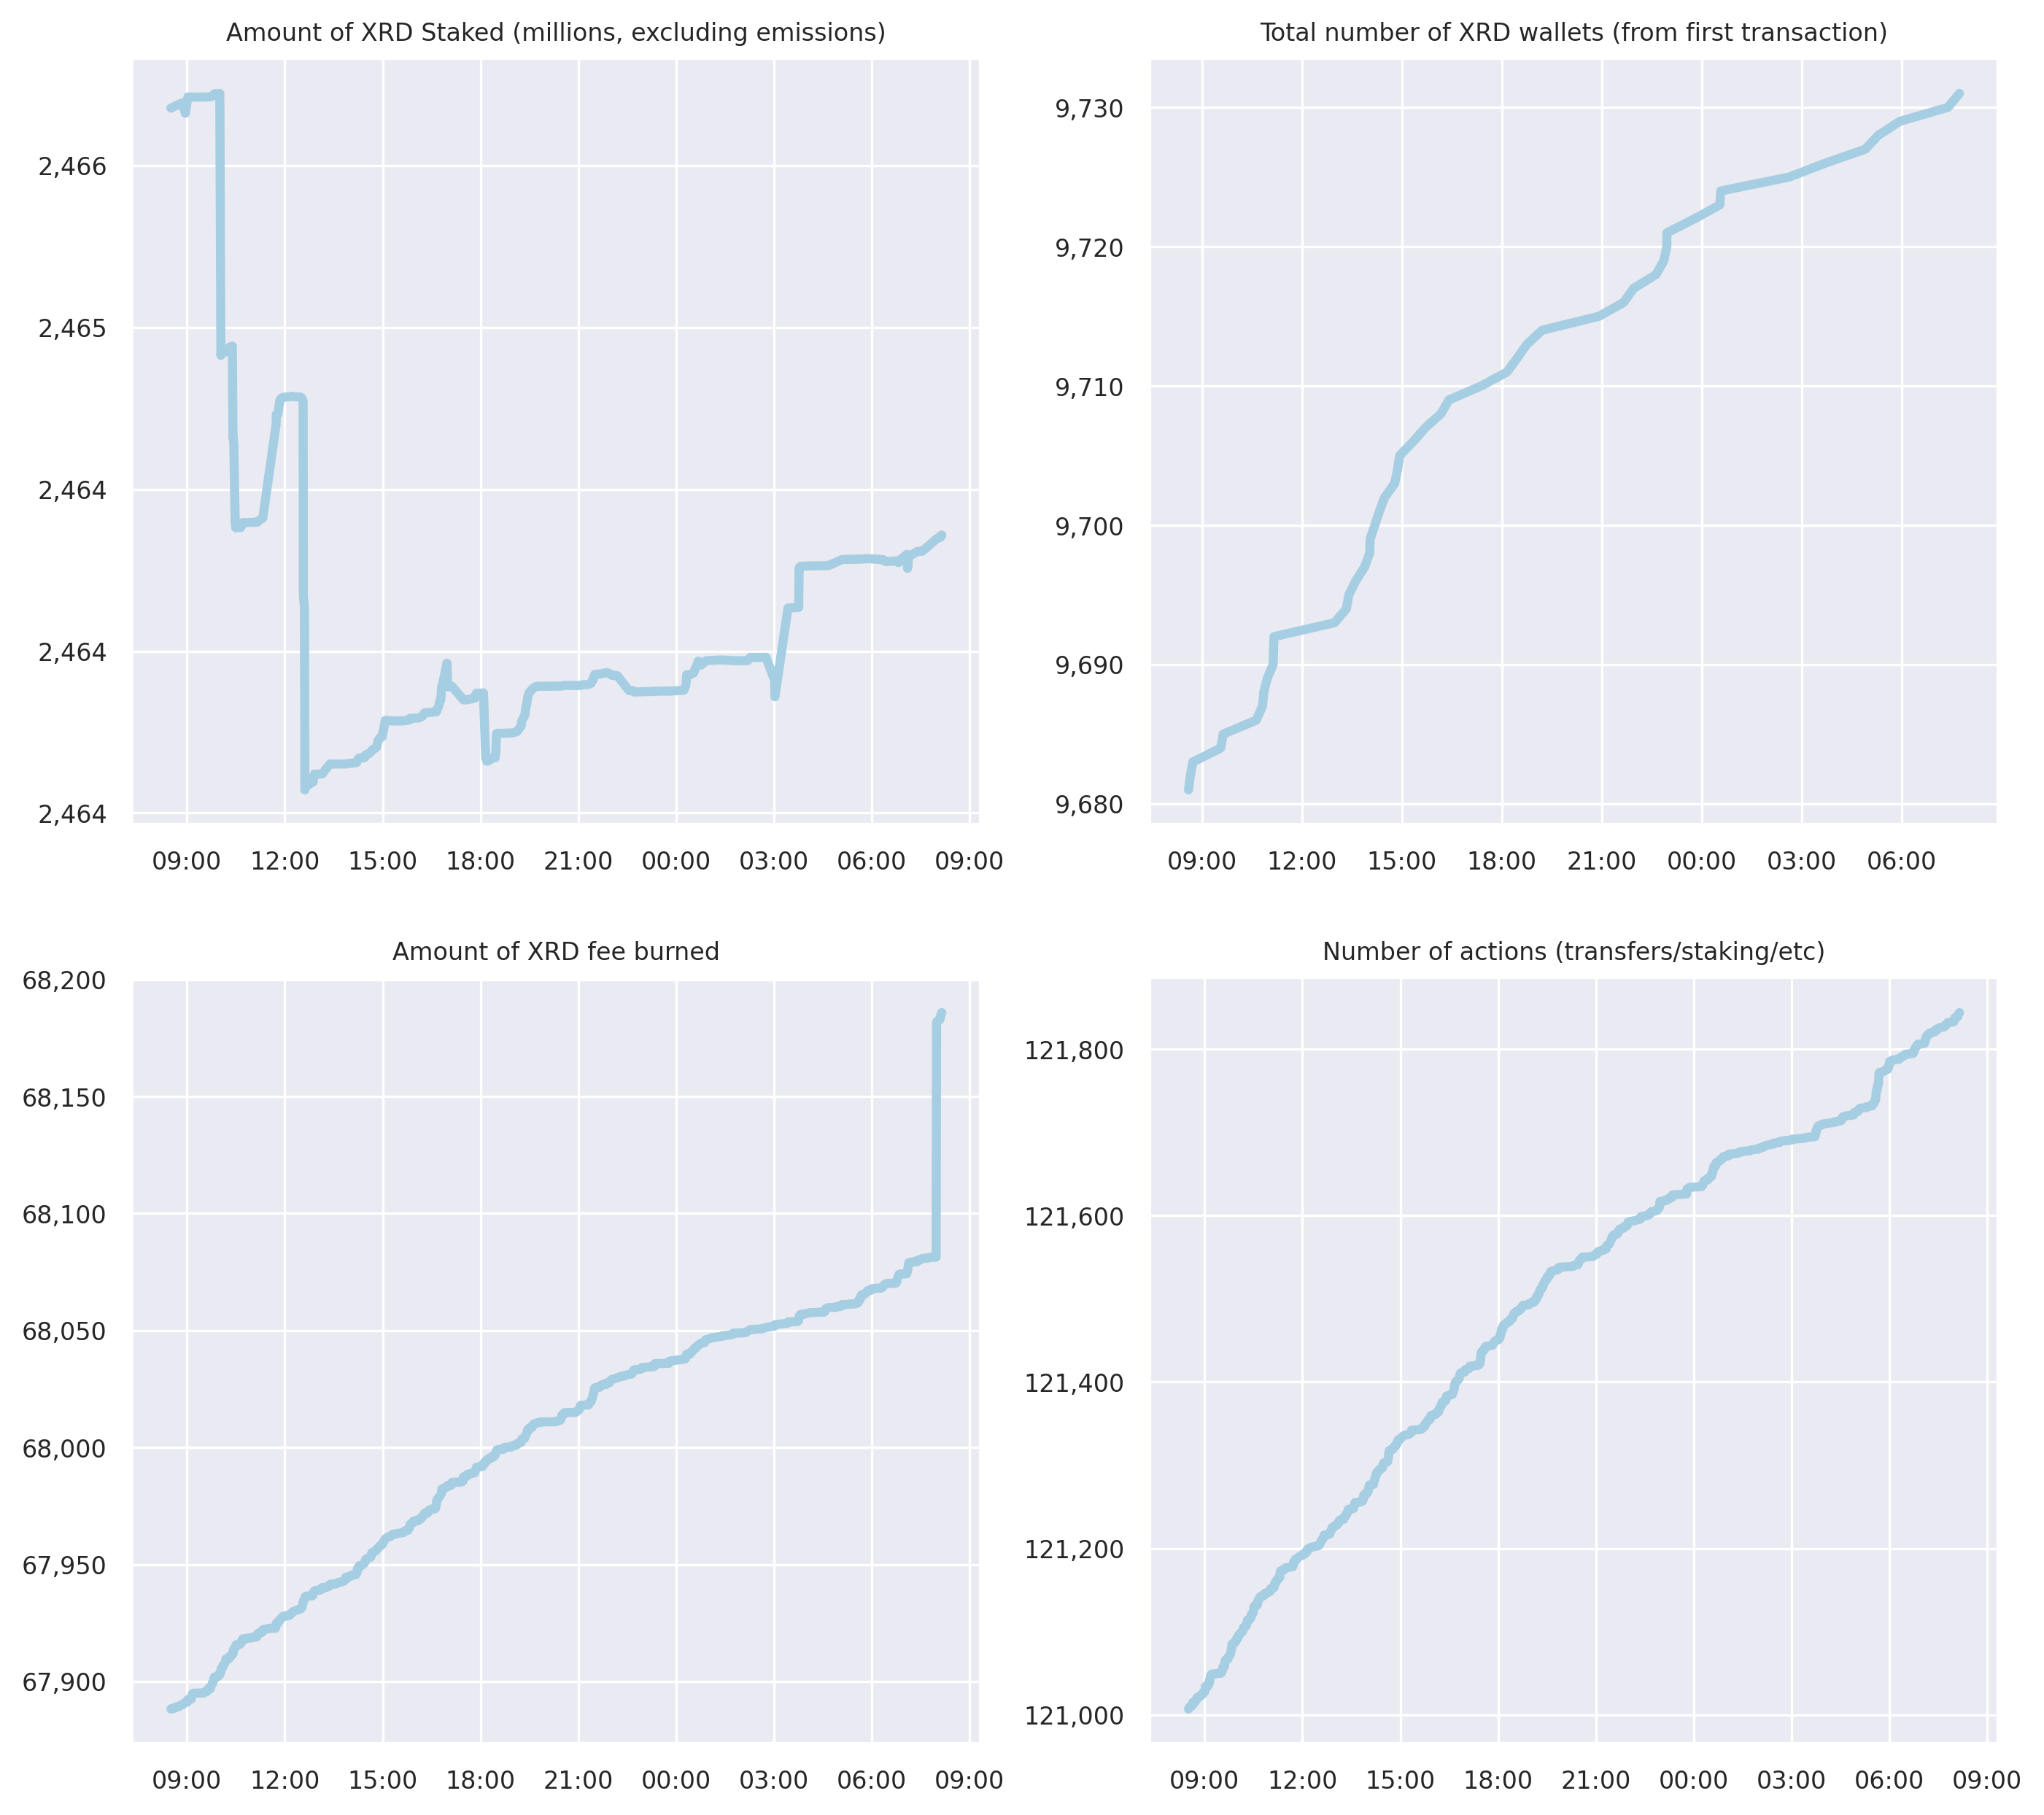 Amount of XRD Staked (millions, excluding emissions)
2,466
2,465
2,464
2,464
2,464
09:00 12:00 15:00 18:00 21:00 00:00 03:00 06:00 09:00
Total number of XRD wallets (from first transaction)
9,730
9,720
9,710
9,700
9,690
9,680
09:00 12:00 15:00 18:00 21:00 00:00 03:00 06:00
Amount of XRD fee burned
68,200
68,150
68,100
68,050
68,000
67,950
67,900
09:00 12:00 15:00 18:00 21:00 00:00 03:00 06:00 09:00
Number of actions (transfers/staking/etc)
121,800
121,600
121,400
121,200
121,000
09:00 12:00 15:00 18:00 21:00 00:00 03:00 06:00 09:00